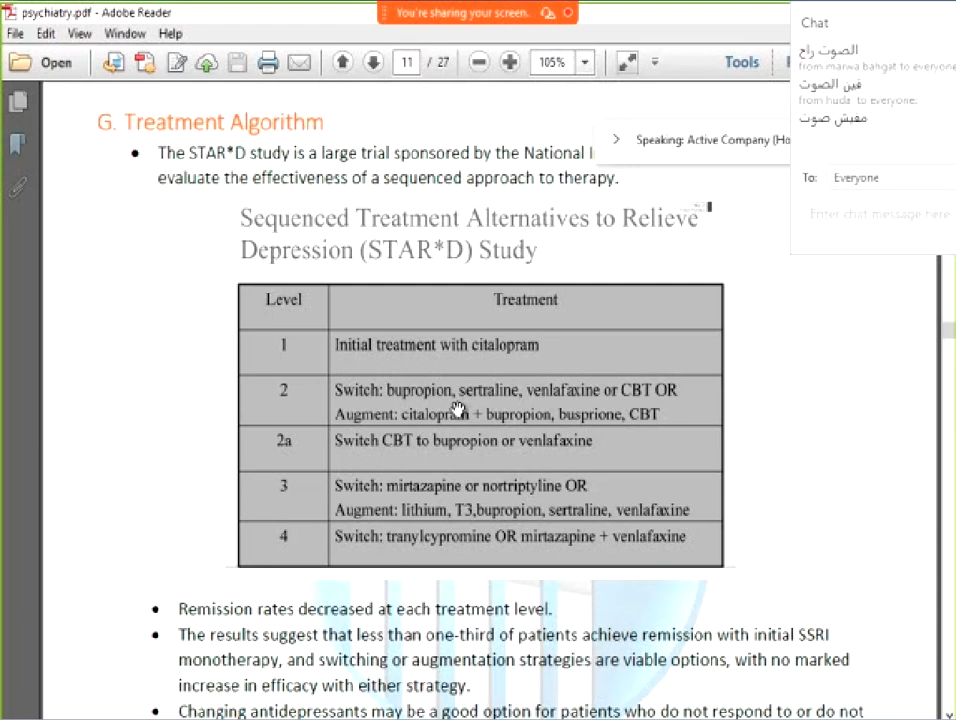 psychiatry.pdf - Adobe Reader
You're sharing your screen.
File Edit View Window Help
Open
11 / 27
105%
Tools
Chat
الصوت راح
from marwa bahgat to everyone
فين الصوت
from huda to everyone.
مفيش صوت
Speaking: Active Company (Ho
To: Everyone
Enter chat message here
G. Treatment Algorithm
• The STAR*D study is a large trial sponsored by the National I
evaluate the effectiveness of a sequenced approach to therapy.
Sequenced Treatment Alternatives to Relieve
Depression (STAR*D) Study
Level Treatment
1 Initial treatment with citalopram
2 Switch: bupropion, sertraline, venlafaxine or CBT OR
Augment: citalopram + bupropion, busprione, CBT
2a Switch CBT to bupropion or venlafaxine
3 Switch: mirtazapine or nortriptyline OR
Augment: lithium, T3,bupropion, sertraline, venlafaxine
4 Switch: tranylcypromine OR mirtazapine + venlafaxine
• Remission rates decreased at each treatment level.
• The results suggest that less than one-third of patients achieve remission with initial SSRI
monotherapy, and switching or augmentation strategies are viable options, with no marked
increase in efficacy with either strategy.
• Changing antidepressants may be a good option for patients who do not respond to or do not